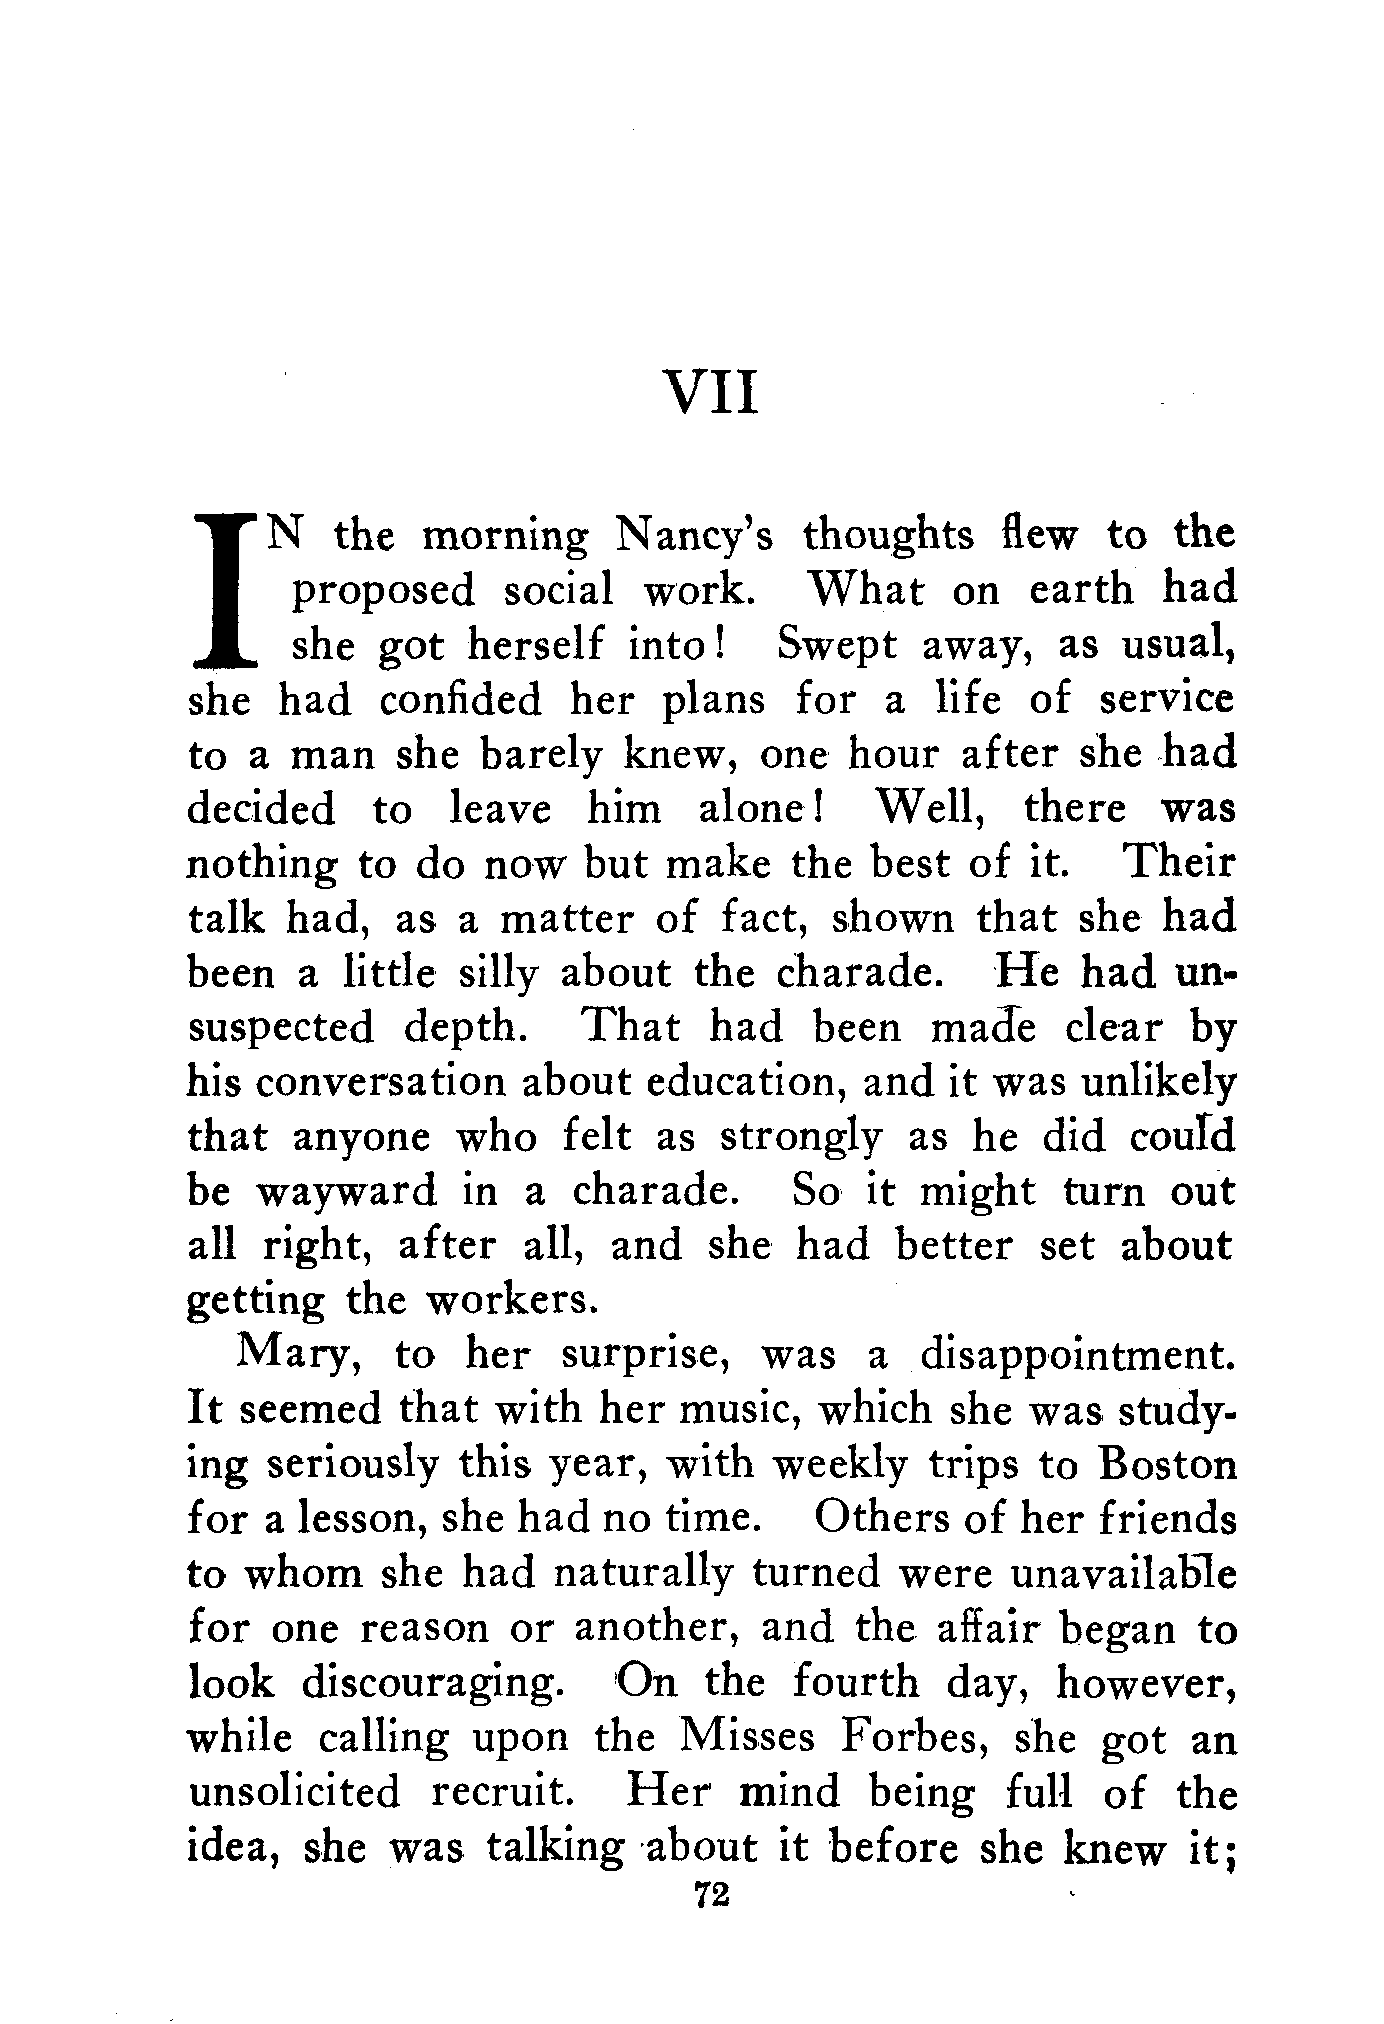 VII
IN the morning Nancy's thoughts flew to the
proposed social work. What on earth had
she got herself into! Swept away, as usual,
she had confided her plans for a life of service
to a man she barely knew, one hour after she had
decided to leave him alone! Well, there was
nothing to do now but make the best of it. Their
talk had, as a matter of fact, shown that she had
been a little silly about the charade. He had un-
suspected depth. That had been made clear by
his conversation about education, and it was unlikely
that anyone who felt as strongly as he did could
be wayward in a charade. So it might turn out
all right, after all, and she had better set about
getting the workers.
Mary, to her surprise, was a disappointment.
It seemed that with her music, which she was study-
ing seriously this year, with weekly trips to Boston
for a lesson, she had no time. Others of her friends
to whom she had naturally turned were unavailable
for one reason or another, and the affair began to
look discouraging. On the fourth day, however,
while calling upon the Misses Forbes, she got an
unsolicited recruit. Her mind being full of the
idea, she was talking about it before she knew it;
72